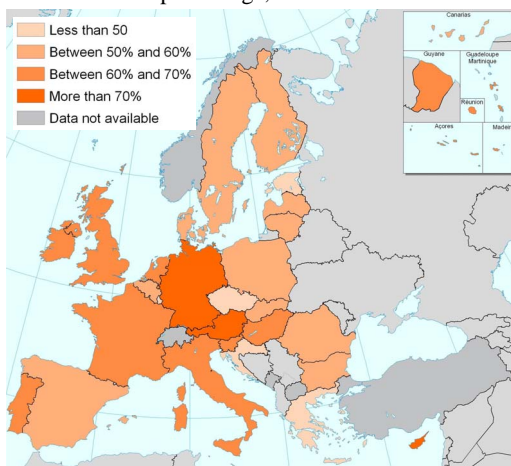 Less than 50
Between 50% and 60%
Between 60% and 70%
More than 70%
Data not available
Canarias
Guyane
Guadeloupe
Martinique
Réunion
Açores
Madeira